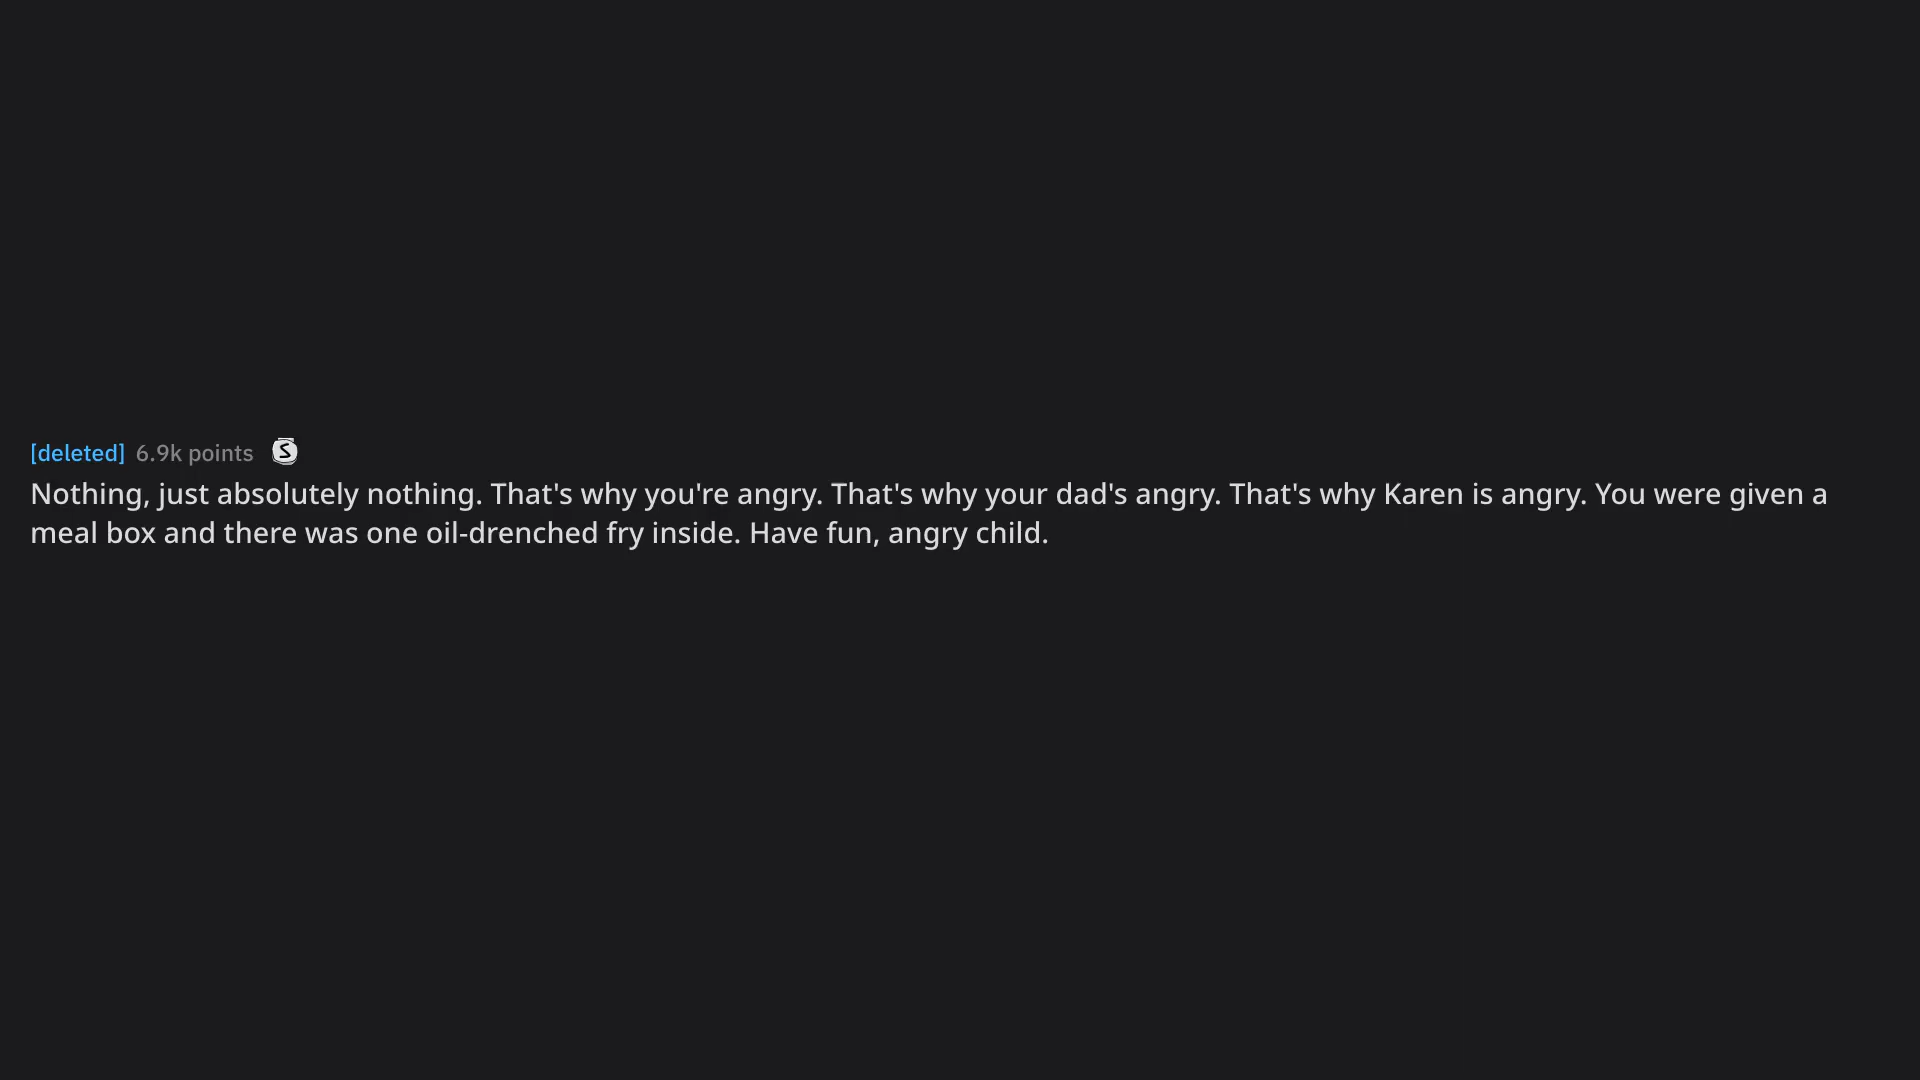 [deleted] 6.9k points S
Nothing, just absolutely nothing. That's why you're angry. That's why your dad's angry. That's why Karen is angry. You were given a
meal box and there was one oil-drenched fry inside. Have fun, angry child.